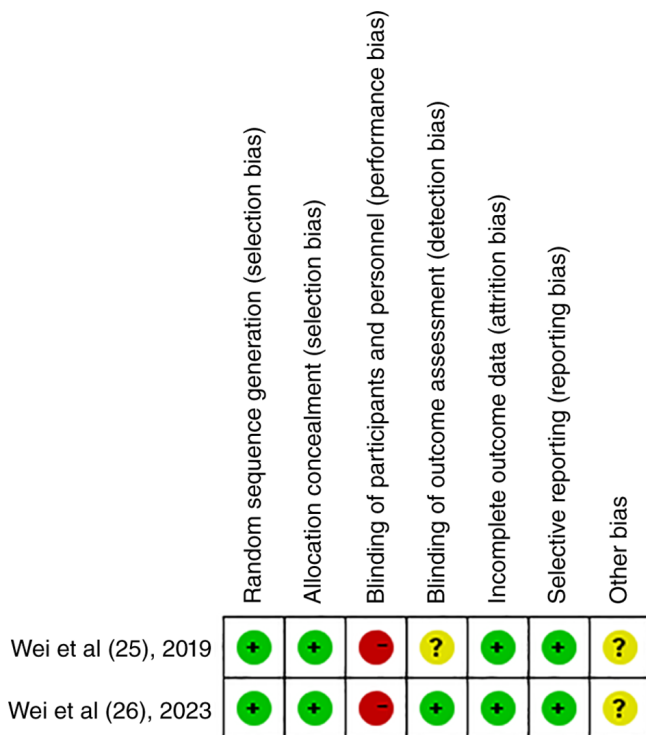 Random sequence generation (selection bias)
Allocation concealment (selection bias)
Blinding of participants and personnel (performance bias)
Blinding of outcome assessment (detection bias)
Incomplete outcome data (attrition bias)
Selective reporting (reporting bias)
Other bias
Wei et al (25), 2019 + + - ? + + ?
Wei et al (26), 2023 + + - + + + ?